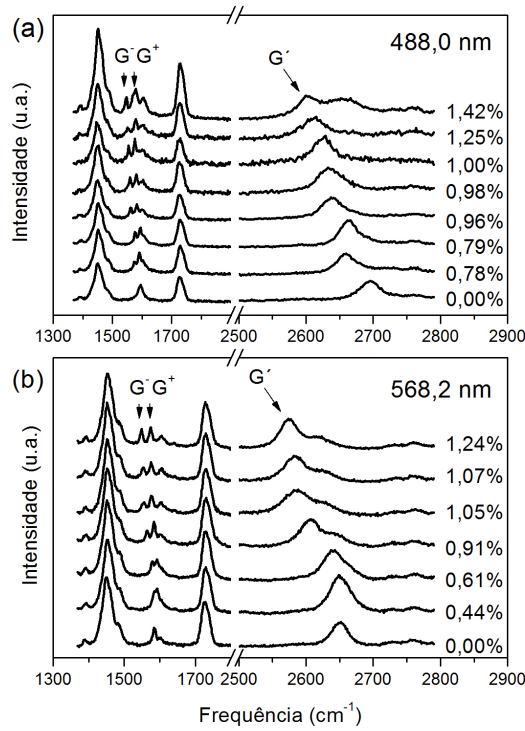 (a)
488,0 nm
G⁻ G⁺
G´
Intensidade (u.a.)
1,42%
1,25%
1,00%
0,98%
0,96%
0,79%
0,78%
0,00%
1300 1500 1700 2500 2600 2700 2800 2900
(b)
568,2 nm
G⁻ G⁺
G´
Intensidade (u.a.)
1,24%
1,07%
1,05%
0,91%
0,61%
0,44%
0,00%
1300 1500 1700 2500 2600 2700 2800 2900
Frequência (cm⁻¹)